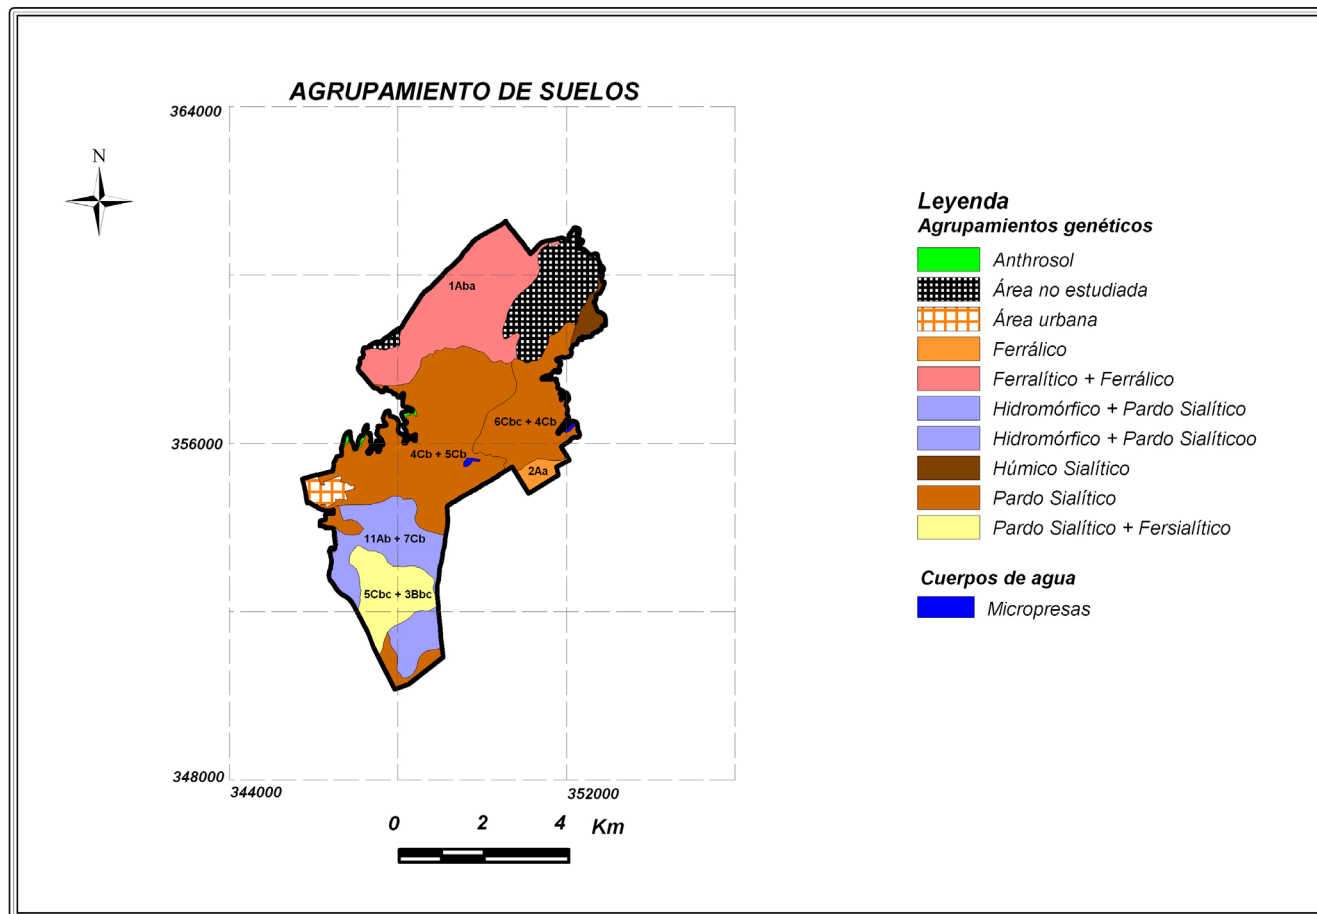 AGRUPAMIENTO DE SUELOS
364000
N
Leyenda
Agrupamientos genéticos
Anthrosol
1Aba
Área no estudiada
Área urbana
Ferrálico
Ferralítico + Ferrálico
Hidromórfico + Pardo Sialítico
6Cbc + 4Cb
356000
Hidromórfico + Pardo Sialíticoo
4Cb + 5Cb
2Aa
Húmico Sialítico
Pardo Sialítico
Pardo Sialítico + Fersialítico
11Ab + 7Cb
Cuerpos de agua
5Cbc + 3Bbc
Micropresas
348000
344000
352000
0 2 4 Km